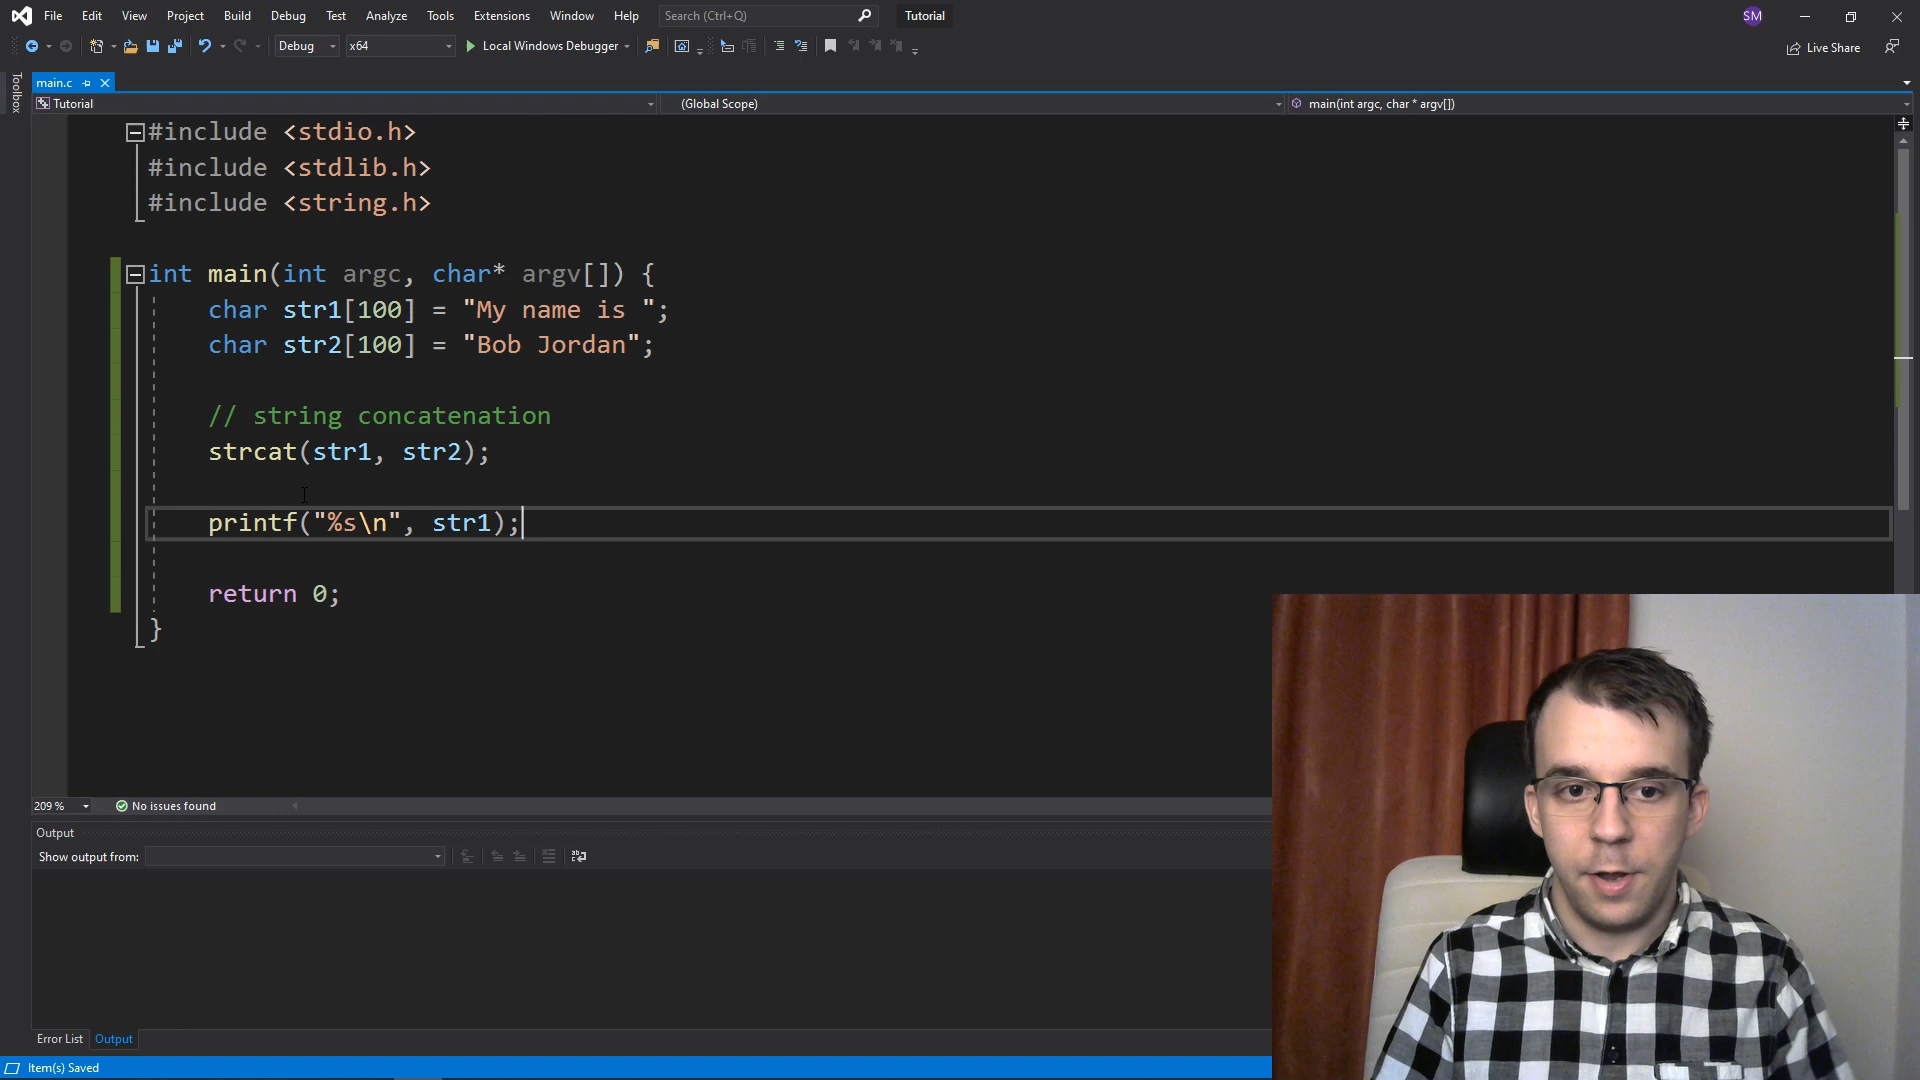 File Edit View Project Build Debug Test Analyze Tools Extensions Window Help Search (Ctrl+Q) Tutorial SM
Debug x64 Local Windows Debugger Live Share
Toolbox
main.c
Tutorial (Global Scope) main(int argc, char * argv[])
#include <stdio.h>
#include <stdlib.h>
#include <string.h>
int main(int argc, char* argv[]) {
char str1[100] = "My name is ";
char str2[100] = "Bob Jordan";
// string concatenation
strcat(str1, str2);
printf("%s\n", str1);
return 0;
}
209 % No issues found
Output
Show output from:
Error List Output
Item(s) Saved